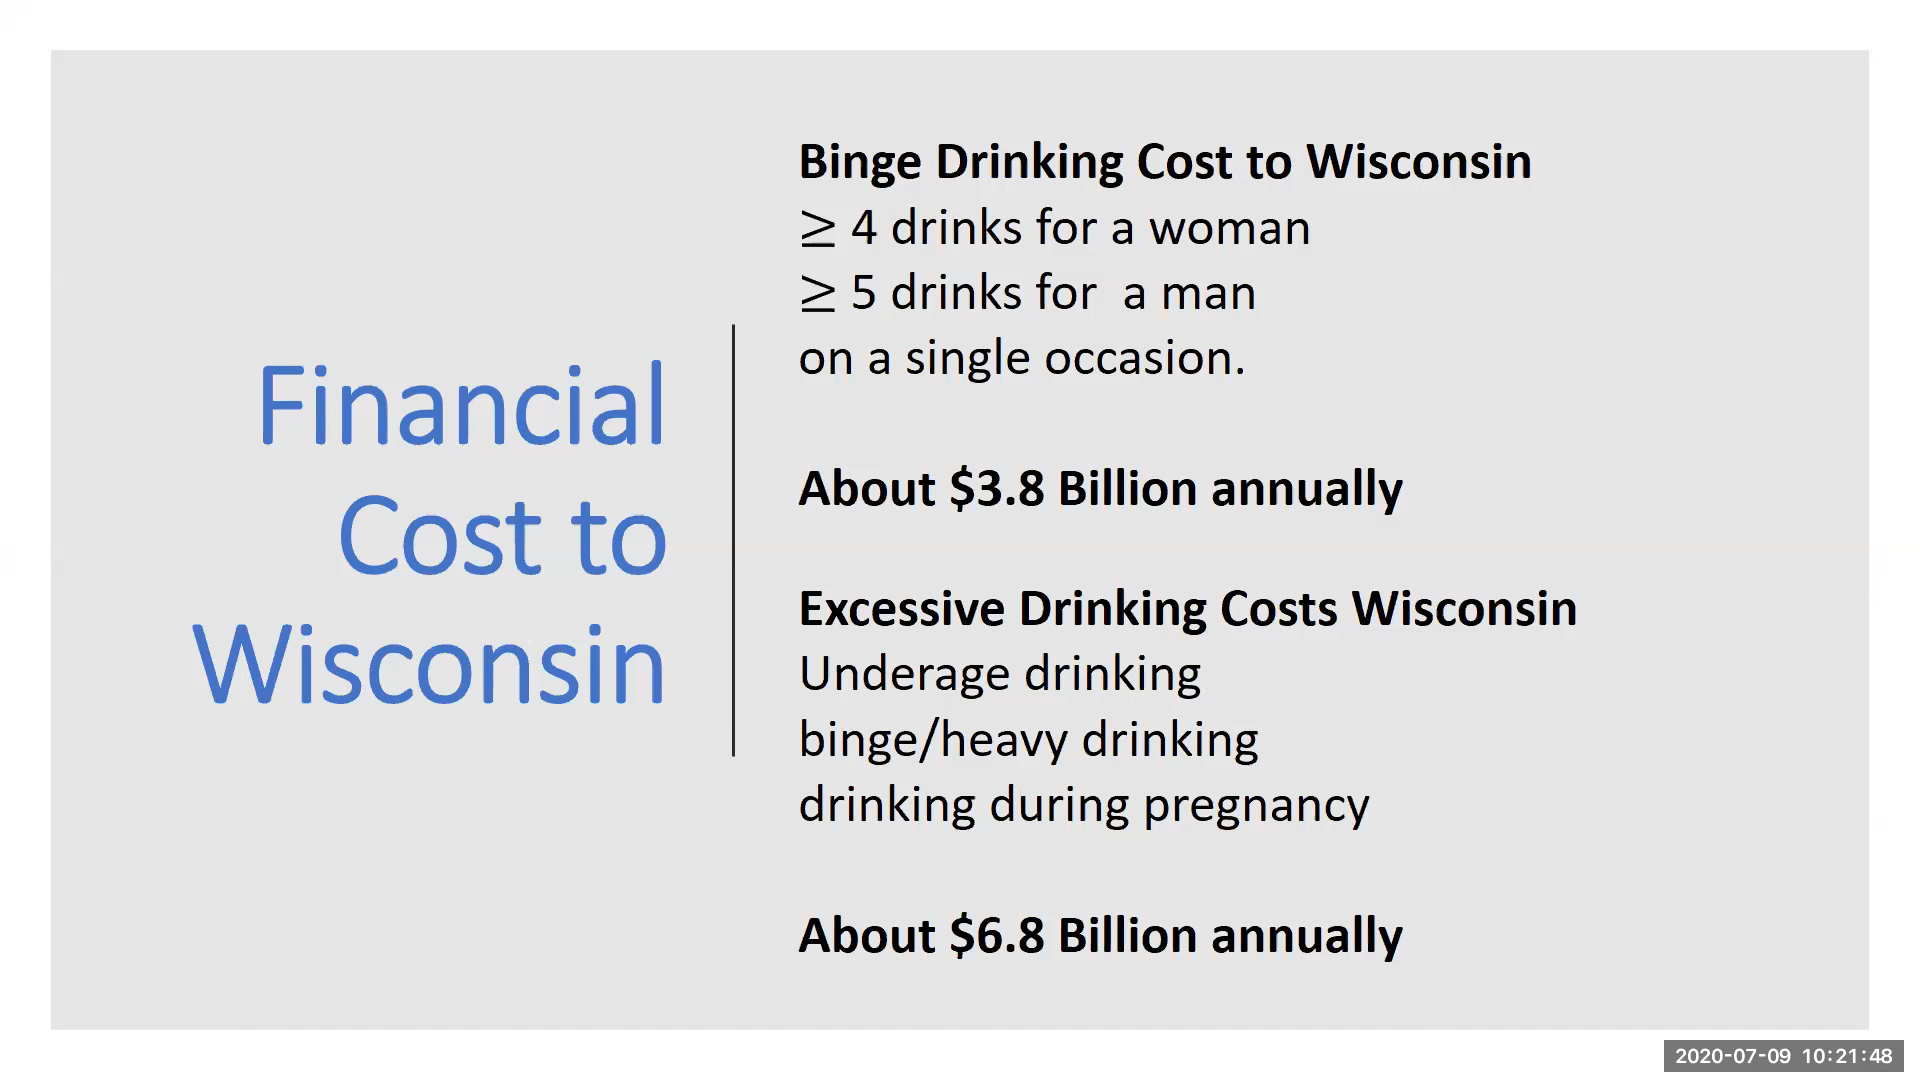 Financial
Cost to
Wisconsin
Binge Drinking Cost to Wisconsin
≥ 4 drinks for a woman
≥ 5 drinks for  a man
on a single occasion.
About $3.8 Billion annually
Excessive Drinking Costs Wisconsin
Underage drinking
binge/heavy drinking
drinking during pregnancy
About $6.8 Billion annually
2020-07-09 10:21:48